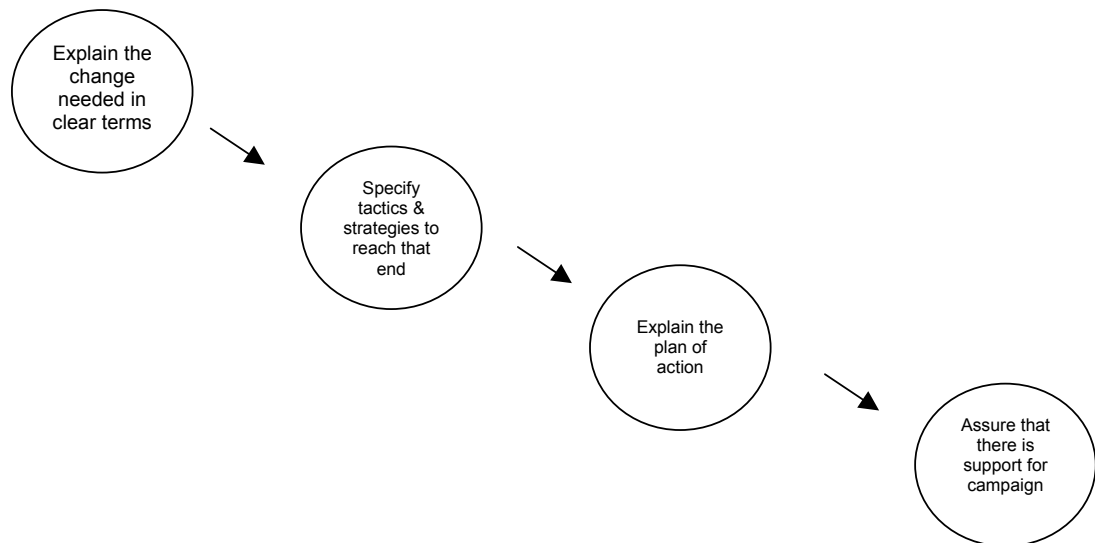 Explain the
change
needed in
clear terms
Specify
tactics &
strategies to
reach that
end
Explain the
plan of
action
Assure that
there is
support for
campaign